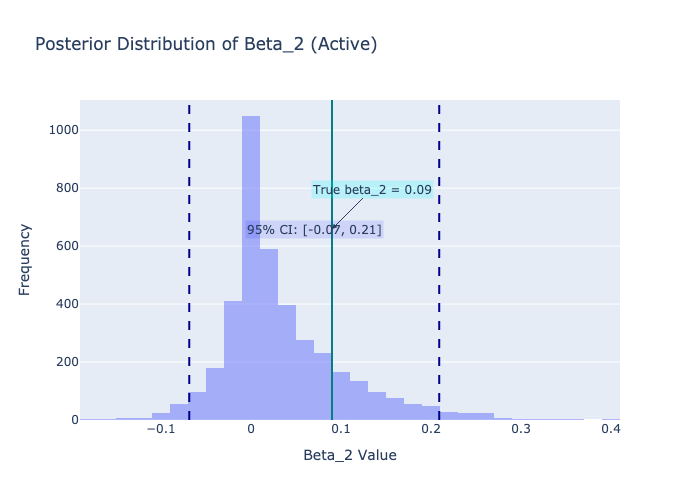 Posterior Distribution of Beta_2 (Active)
1000
800
600
400
200
0
Frequency
True beta_2 = 0.09
95% CI: [-0.07, 0.21]
−0.1
0
0.1
0.2
0.3
0.4
Beta_2 Value